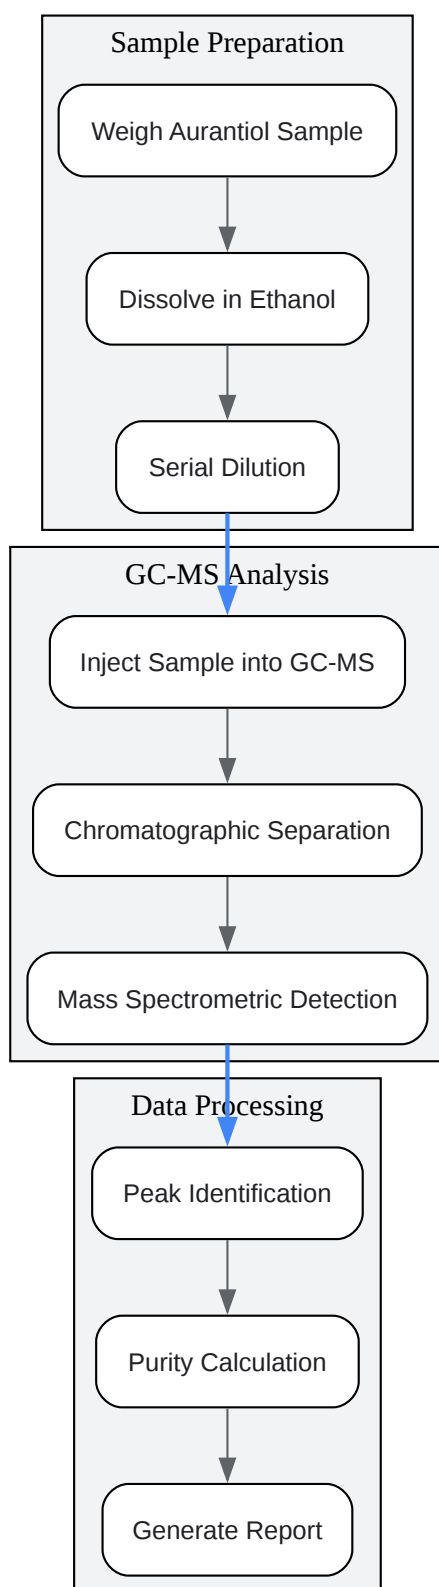 Sample Preparation
Weigh Aurantiol Sample
Dissolve in Ethanol
Serial Dilution
GC-MS Analysis
Inject Sample into GC-MS
Chromatographic Separation
Mass Spectrometric Detection
Data Processing
Peak Identification
Purity Calculation
Generate Report